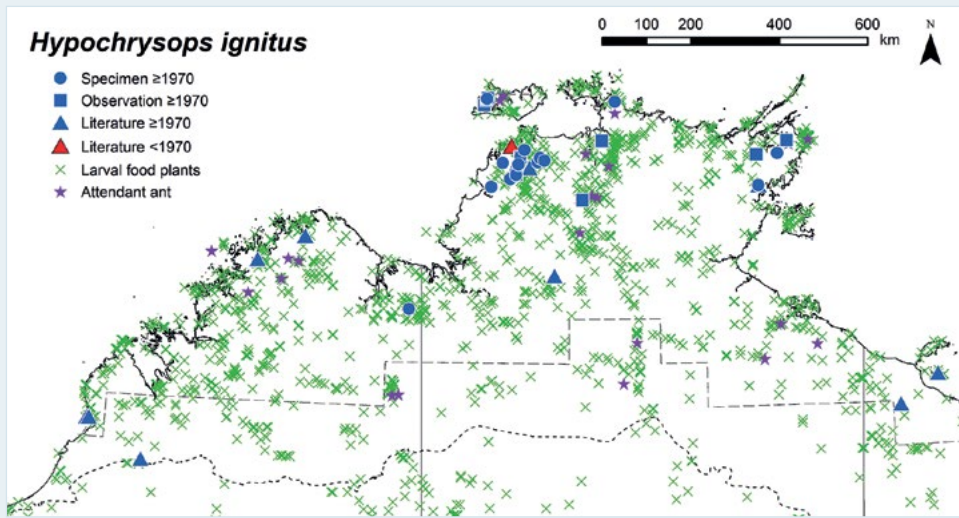 Hypochrysops ignitus
0 100 200 400 600
km
N
Specimen ≥1970
Observation ≥1970
Literature ≥1970
Literature <1970
Larval food plants
Attendant ant